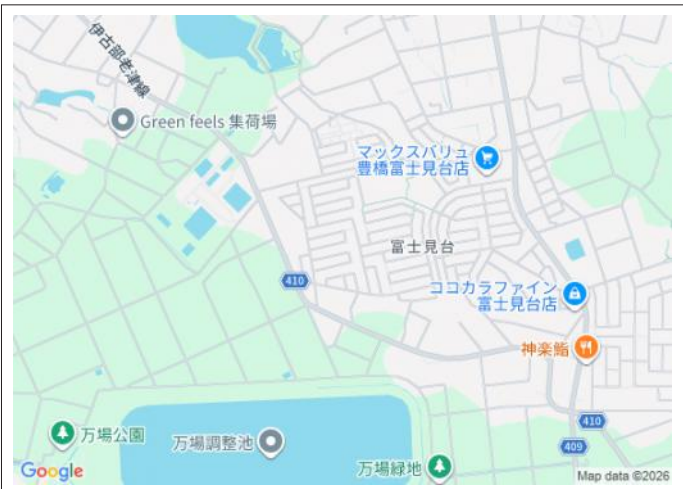 伊古部老津線
Green feels 集荷場
マックスバリュ
豊橋富士見台店
富士見台
410
ココカラファイン
富士見台店
神楽鮨
410
万場公園
万場調整池
409
万場緑地
Google
Map data ©2026